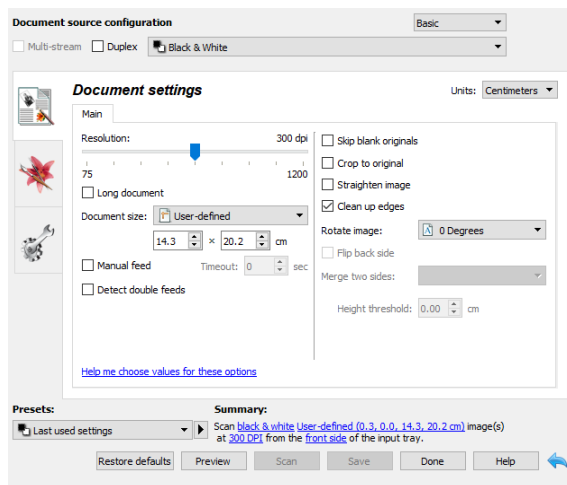 Document source configuration
Basic
Multi-stream Duplex Black & White
Document settings
Units: Centimeters
Main
Resolution: 300 dpi
75 1200
Long document
Document size: User-defined
14.3 × 20.2 cm
Manual feed Timeout: 0 sec
Detect double feeds
Skip blank originals
Crop to original
Straighten image
Clean up edges
Rotate image: A 0 Degrees
Flip back side
Merge two sides:
Height threshold: 0.00 cm
Help me choose values for these options
Presets:
Last used settings
Summary:
Scan black & white User-defined (0.3, 0.0, 14.3, 20.2 cm) image(s)
at 300 DPI from the front side of the input tray.
Restore defaults Preview Scan Save Done Help